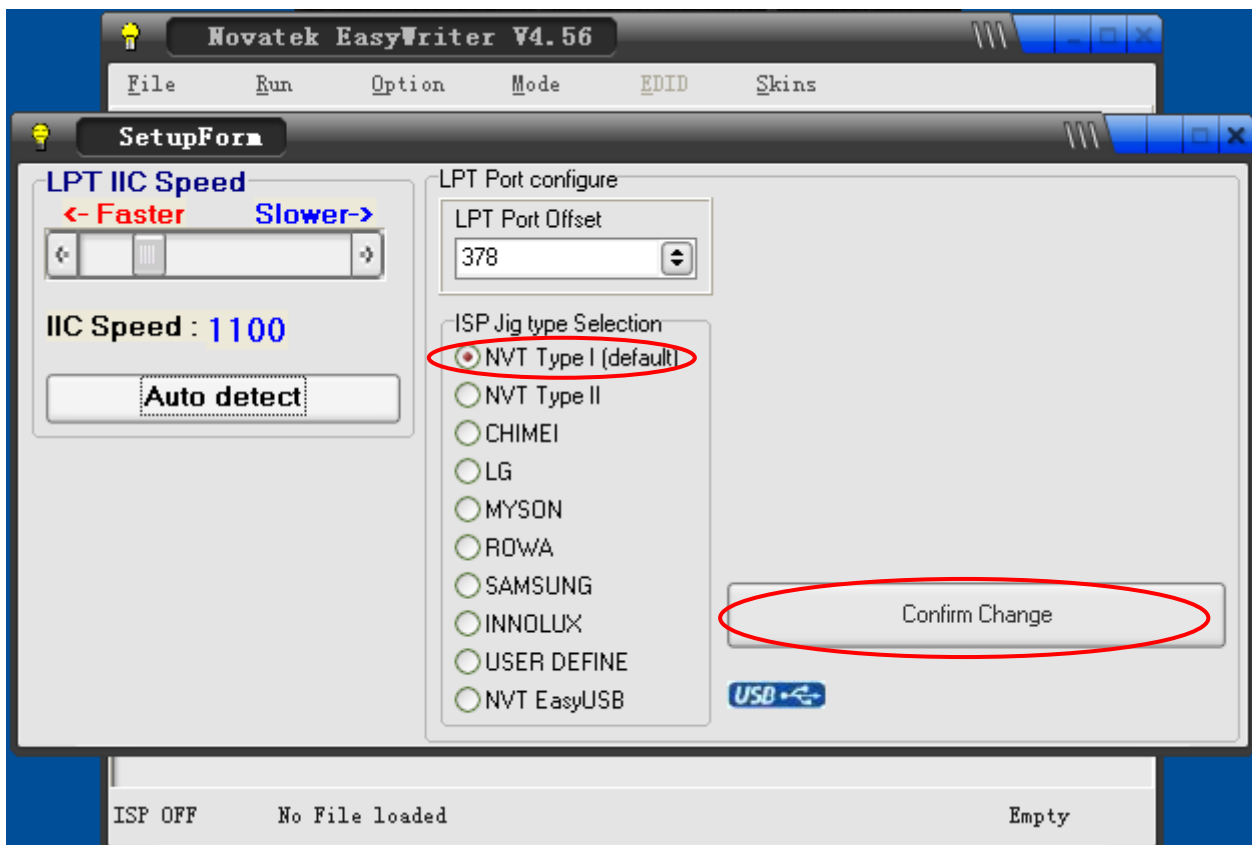 Novatek EasyWriter V4.56
File Run Option Mode EDID Skins
SetupForm
LPT IIC Speed
<- Faster Slower->
IIC Speed : 1100
Auto detect
LPT Port configure
LPT Port Offset
378
ISP Jig type Selection
NVT Type I (default)
NVT Type II
CHIMEI
LG
MYSON
ROWA
SAMSUNG
INNOLUX
USER DEFINE
NVT EasyUSB
Confirm Change
USB
ISP OFF No File loaded Empty